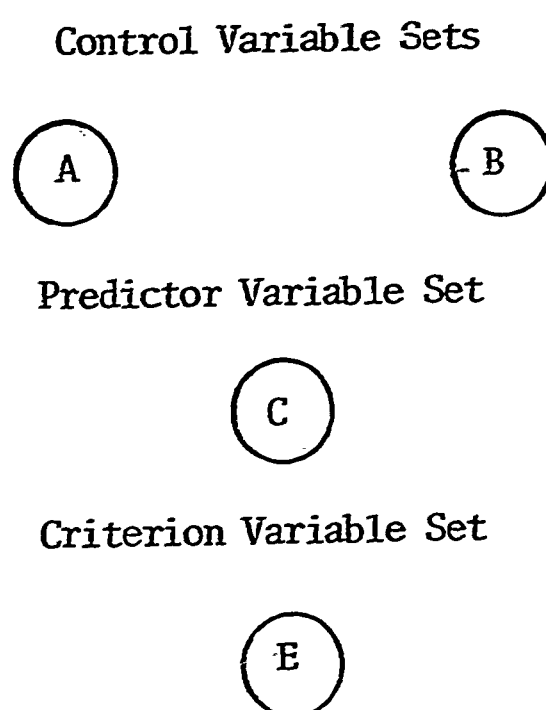 Control Variable Sets
A B
Predictor Variable Set
C
Criterion Variable Set
E